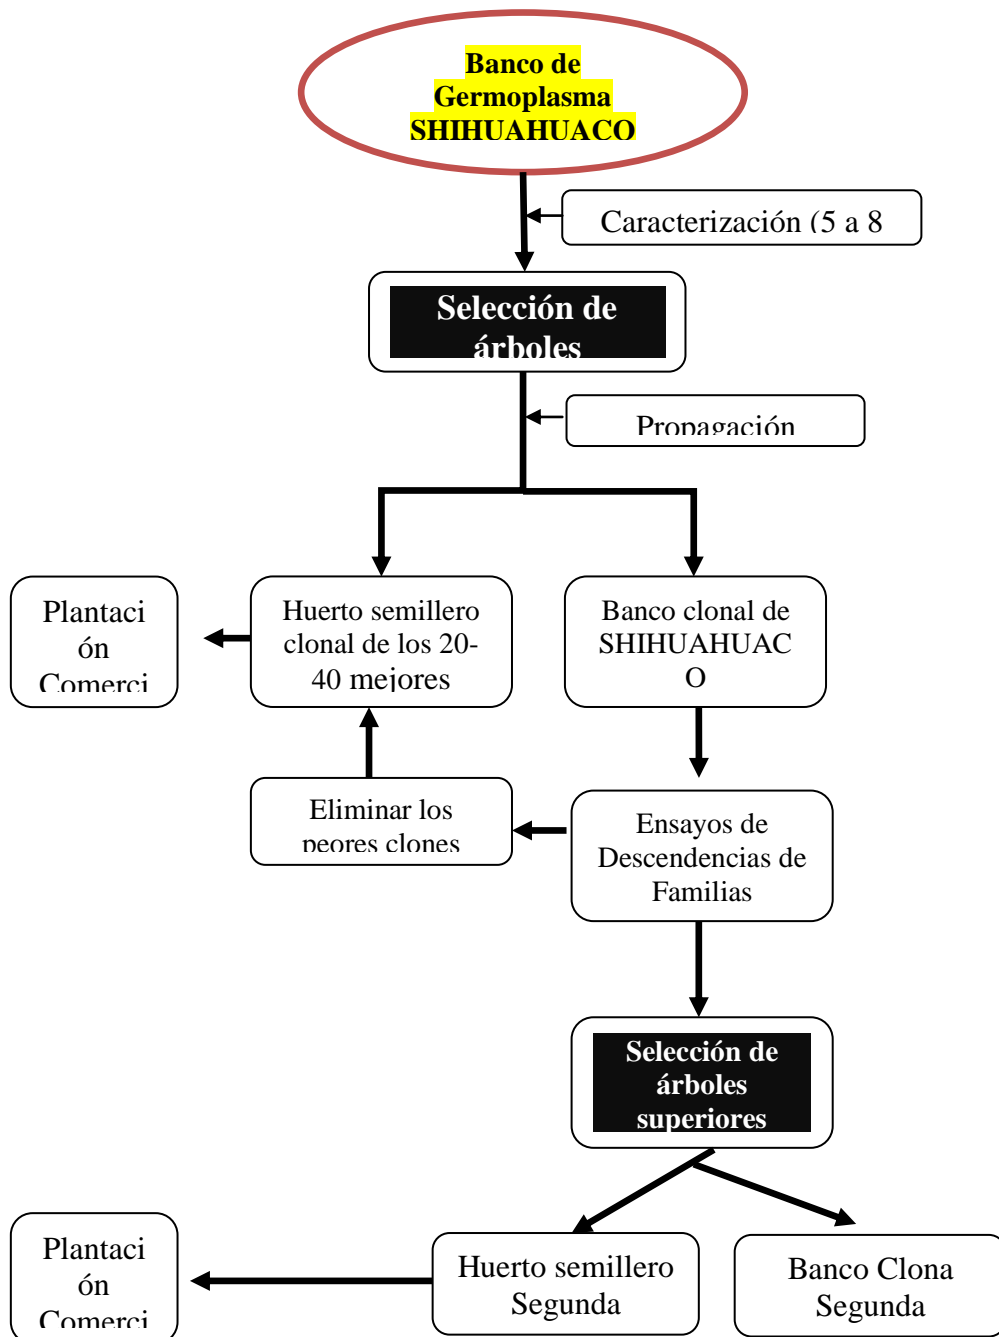 Banco de
Germoplasma
SHIHUAHUACO
Caracterización (5 a 8
Selección de
árboles
Propagación
Plantaci
ón
Comerci
Huerto semillero
clonal de los 20-
40 mejores
Banco clonal de
SHIHUAHUAC
O
Eliminar los
peores clones
Ensayos de
Descendencias de
Familias
Selección de
árboles
superiores
Plantaci
ón
Comerci
Huerto semillero
Segunda
Banco Clona
Segunda